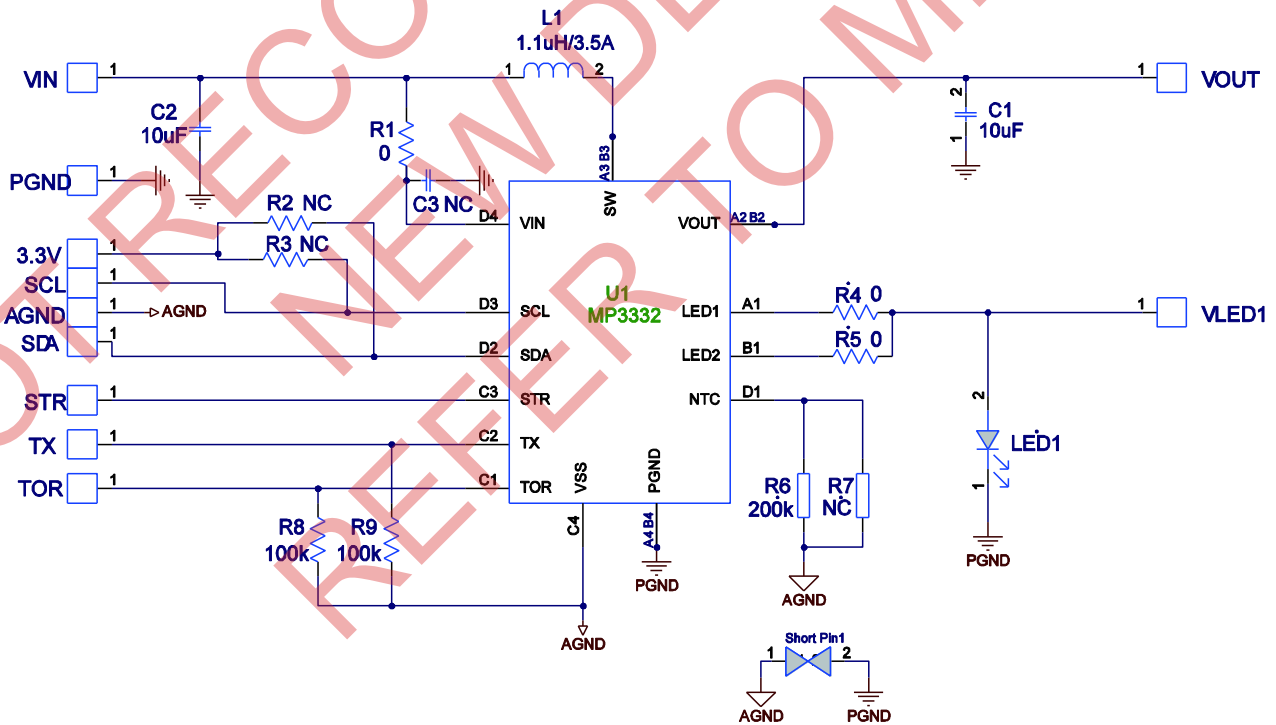 L1
1.1uH/3.5A
VIN 1
1 2
1 VOUT
C2
10uF
R1
0
A3 B3
2 C1
10uF
1
PGND 1
C3 NC
SW
R2 NC
D4 VIN
VOUT A2 B2
R3 NC
3.3V 1
SCL 1
AGND 1
AGND
SDA 1
U1
MP3332
D3 SCL
LED1 A1
R4 0
1 VLED1
D2 SDA
LED2 B1
R5 0
STR 1
C3 STR
NTC D1
2
LED1
1
PGND
TX 1
C2 TX
TOR 1
C1 TOR
VSS
PGND
C4
A4 B4
PGND
R6
200k
R7
NC
AGND
R8
100k
R9
100k
AGND
Short Pin1
1 2
AGND
PGND
OT RECO
NEW DE
REFER TO M